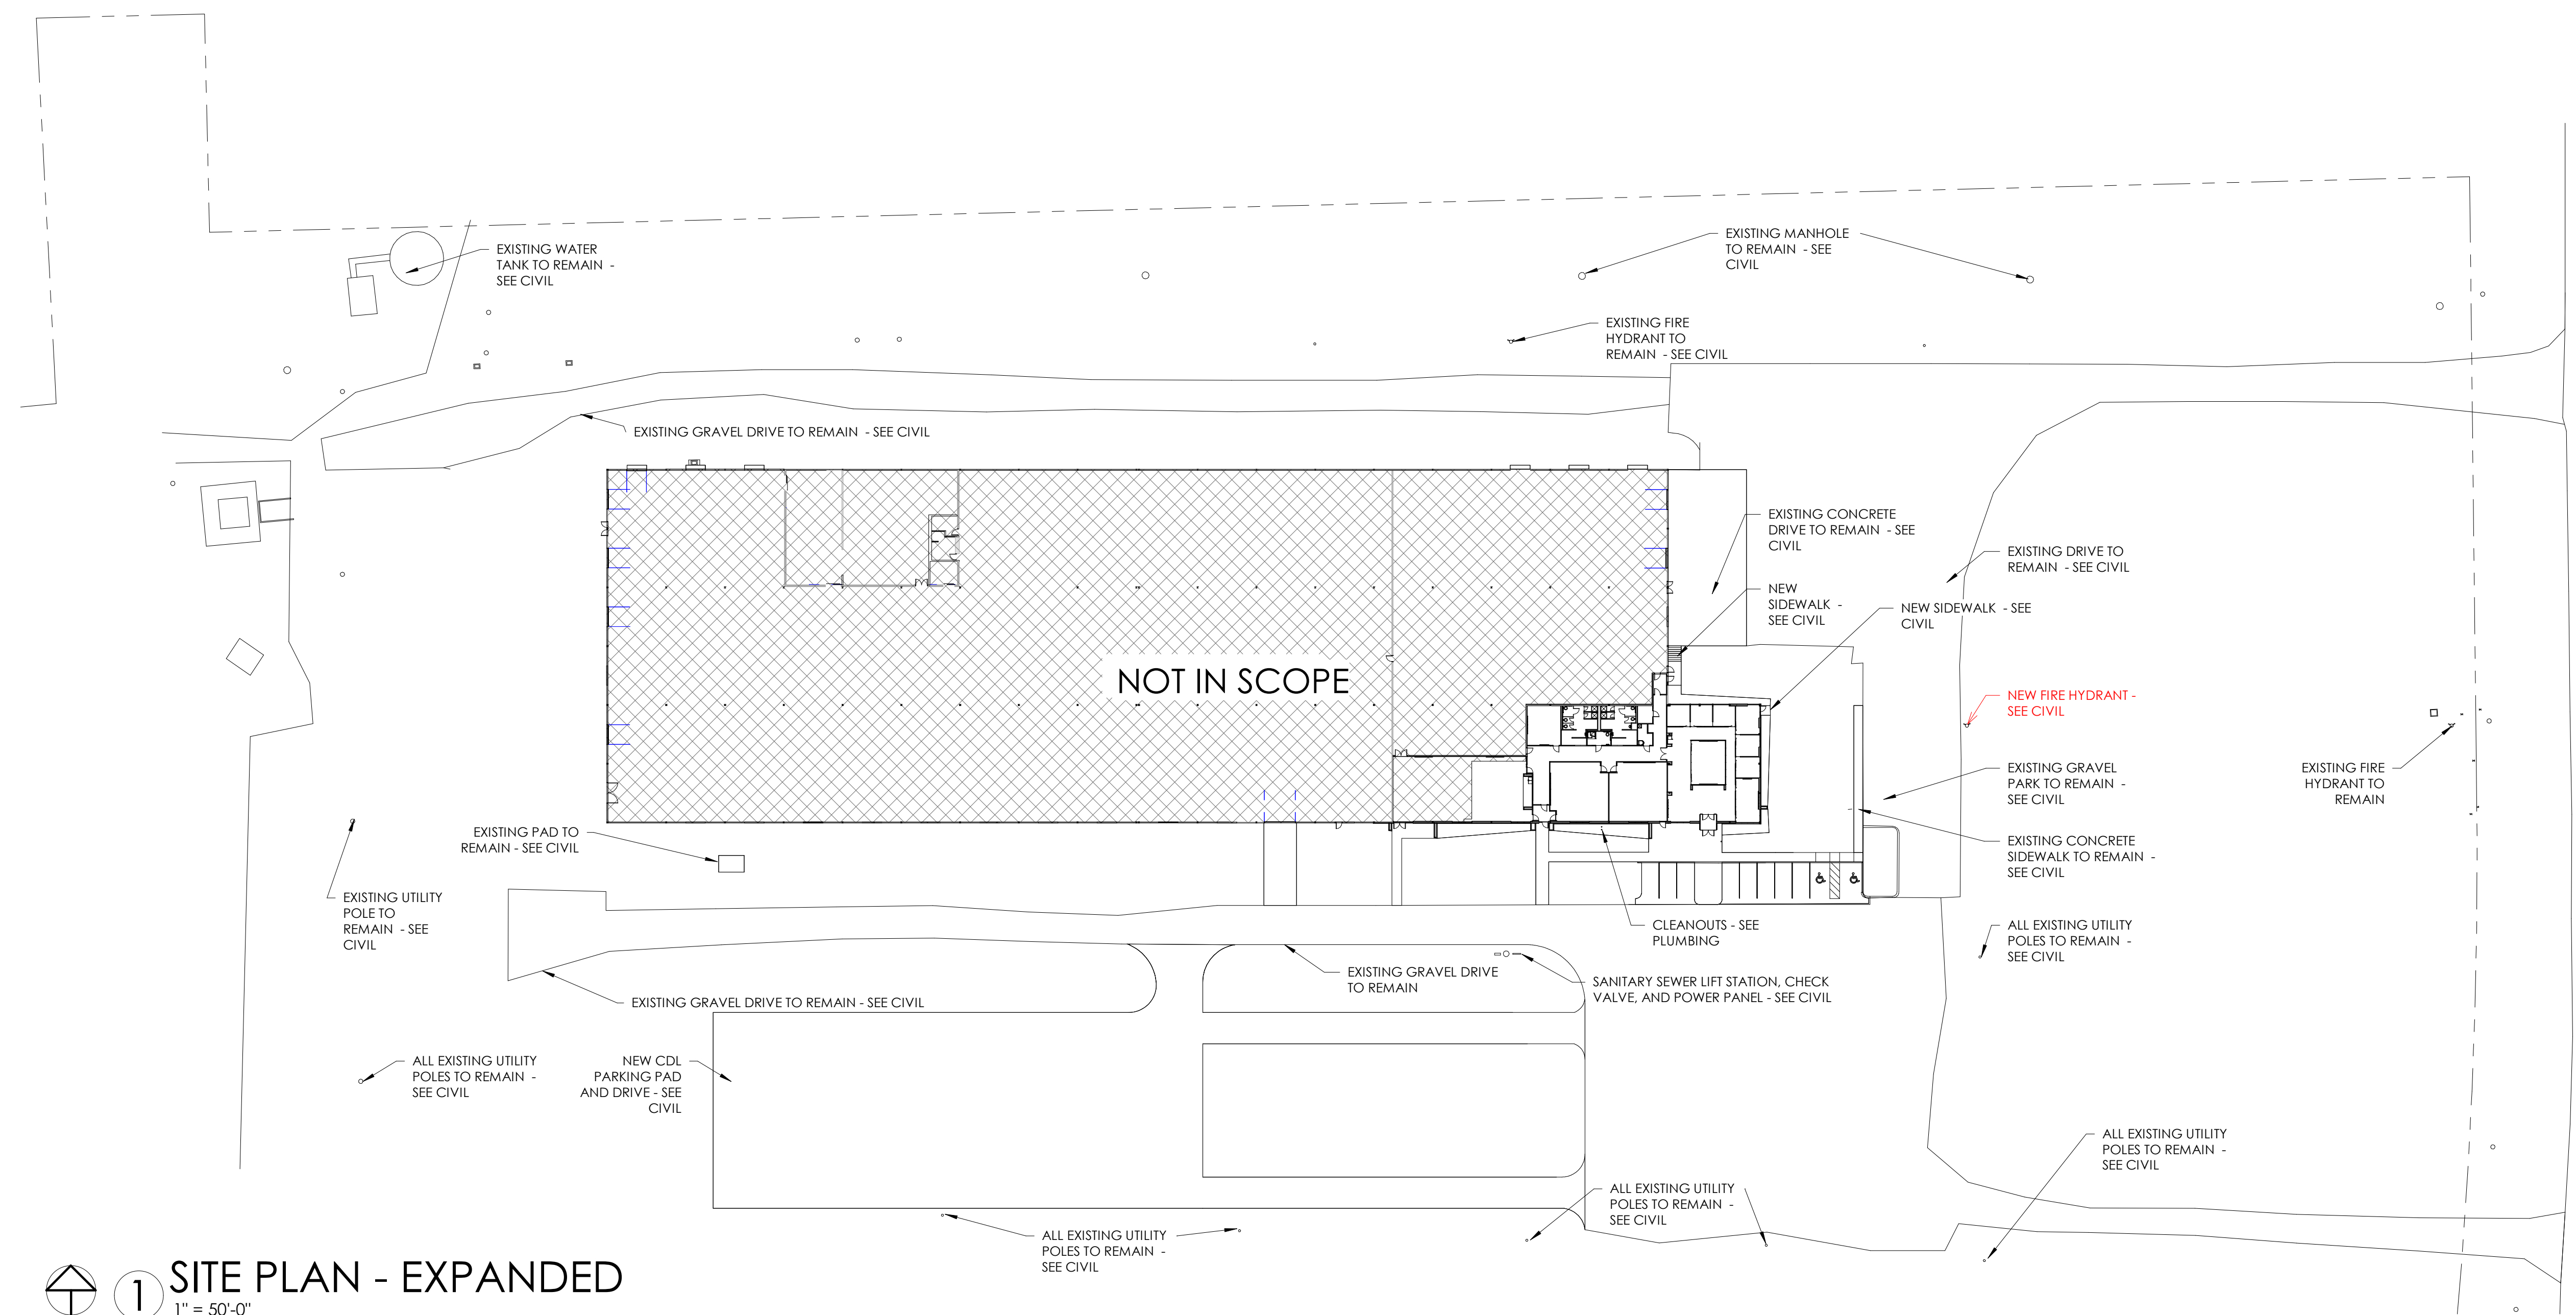 EXISTING WATER
TANK TO REMAIN  -
SEE CIVIL
EXISTING MANHOLE
TO REMAIN  - SEE
CIVIL
EXISTING FIRE
HYDRANT TO
REMAIN  - SEE CIVIL
EXISTING GRAVEL DRIVE TO REMAIN  - SEE CIVIL
EXISTING CONCRETE
DRIVE TO REMAIN  - SEE
CIVIL
EXISTING DRIVE TO
REMAIN  - SEE CIVIL
NEW
SIDEWALK  -
SEE CIVIL
NEW SIDEWALK  - SEE
CIVIL
NOT IN SCOPE
NEW FIRE HYDRANT -
SEE CIVIL
EXISTING GRAVEL
PARK TO REMAIN  -
SEE CIVIL
EXISTING FIRE
HYDRANT TO
REMAIN
EXISTING PAD TO
REMAIN - SEE CIVIL
EXISTING CONCRETE
SIDEWALK TO REMAIN  -
SEE CIVIL
EXISTING UTILITY
POLE TO
REMAIN  - SEE
CIVIL
CLEANOUTS - SEE
PLUMBING
ALL EXISTING UTILITY
POLES TO REMAIN  -
SEE CIVIL
EXISTING GRAVEL DRIVE
TO REMAIN
SANITARY SEWER LIFT STATION, CHECK
VALVE, AND POWER PANEL - SEE CIVIL
EXISTING GRAVEL DRIVE TO REMAIN - SEE CIVIL
ALL EXISTING UTILITY
POLES TO REMAIN  -
SEE CIVIL
NEW CDL
PARKING PAD
AND DRIVE - SEE
CIVIL
ALL EXISTING UTILITY
POLES TO REMAIN  -
SEE CIVIL
ALL EXISTING UTILITY
POLES TO REMAIN  -
SEE CIVIL
ALL EXISTING UTILITY
POLES TO REMAIN  -
SEE CIVIL
1
SITE PLAN - EXPANDED
1" = 50'-0"